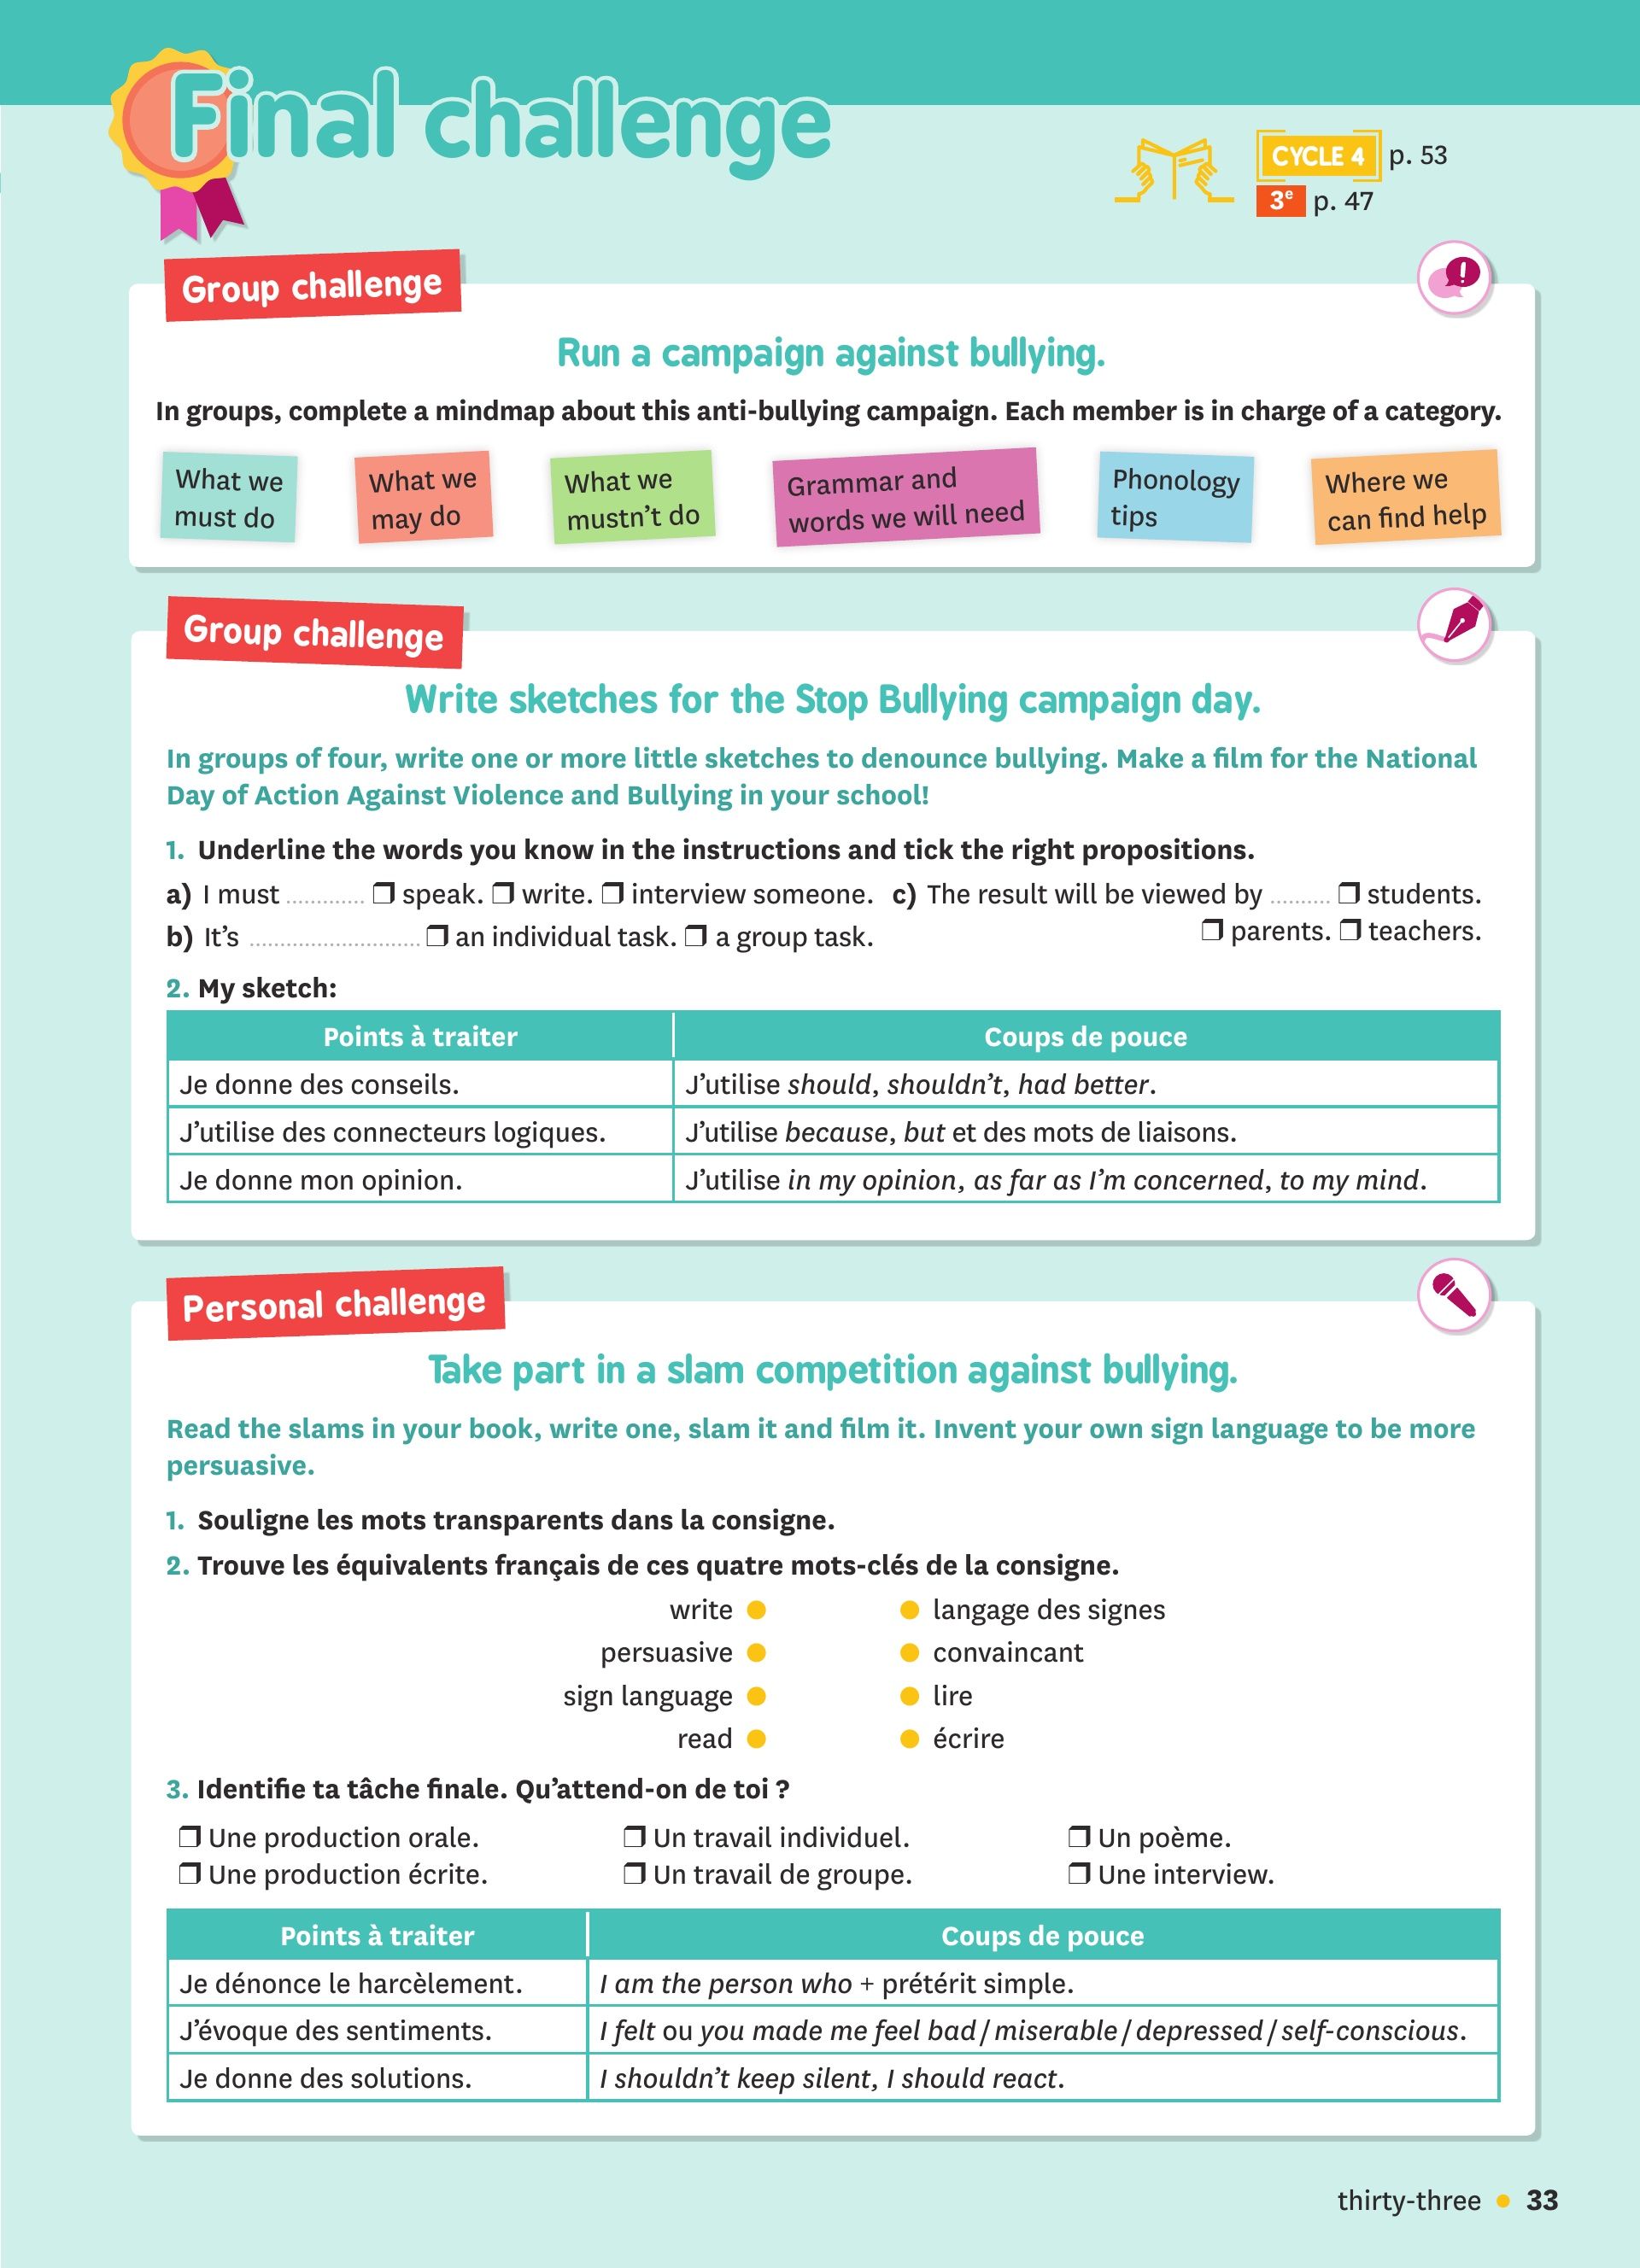 Final challenge
CYCLE 4 p. 53
3e p. 47
Group challenge
Run a campaign against bullying.
In groups, complete a mindmap about this anti-bullying campaign. Each member is in charge of a category.
What we
must do
What we
may do
What we
mustn't do
Grammar and
words we will need
Phonology
tips
Where we
can find help
Group challenge
Write sketches for the Stop Bullying campaign day.
In groups of four, write one or more little sketches to denounce bullying. Make a film for the National
Day of Action Against Violence and Bullying in your school!
1. Underline the words you know in the instructions and tick the right propositions.
a) I must ............. ❒ speak. ❒ write. ❒ interview someone.
b) It's ............................. ❒ an individual task. ❒ a group task.
c) The result will be viewed by .......... ❒ students.
❒ parents. ❒ teachers.
2. My sketch:
Points à traiter Coups de pouce
Je donne des conseils. J'utilise should, shouldn't, had better.
J'utilise des connecteurs logiques. J'utilise because, but et des mots de liaisons.
Je donne mon opinion. J'utilise in my opinion, as far as I'm concerned, to my mind.
Personal challenge
Take part in a slam competition against bullying.
Read the slams in your book, write one, slam it and film it. Invent your own sign language to be more
persuasive.
1. Souligne les mots transparents dans la consigne.
2. Trouve les équivalents français de ces quatre mots-clés de la consigne.
write ● ● langage des signes
persuasive ● ● convaincant
sign language ● ● lire
read ● ● écrire
3. Identifie ta tâche finale. Qu'attend-on de toi ?
❒ Une production orale. ❒ Un travail individuel. ❒ Un poème.
❒ Une production écrite. ❒ Un travail de groupe. ❒ Une interview.
Points à traiter Coups de pouce
Je dénonce le harcèlement. I am the person who + prétérit simple.
J'évoque des sentiments. I felt ou you made me feel bad / miserable / depressed / self-conscious.
Je donne des solutions. I shouldn't keep silent, I should react.
thirty-three ● 33